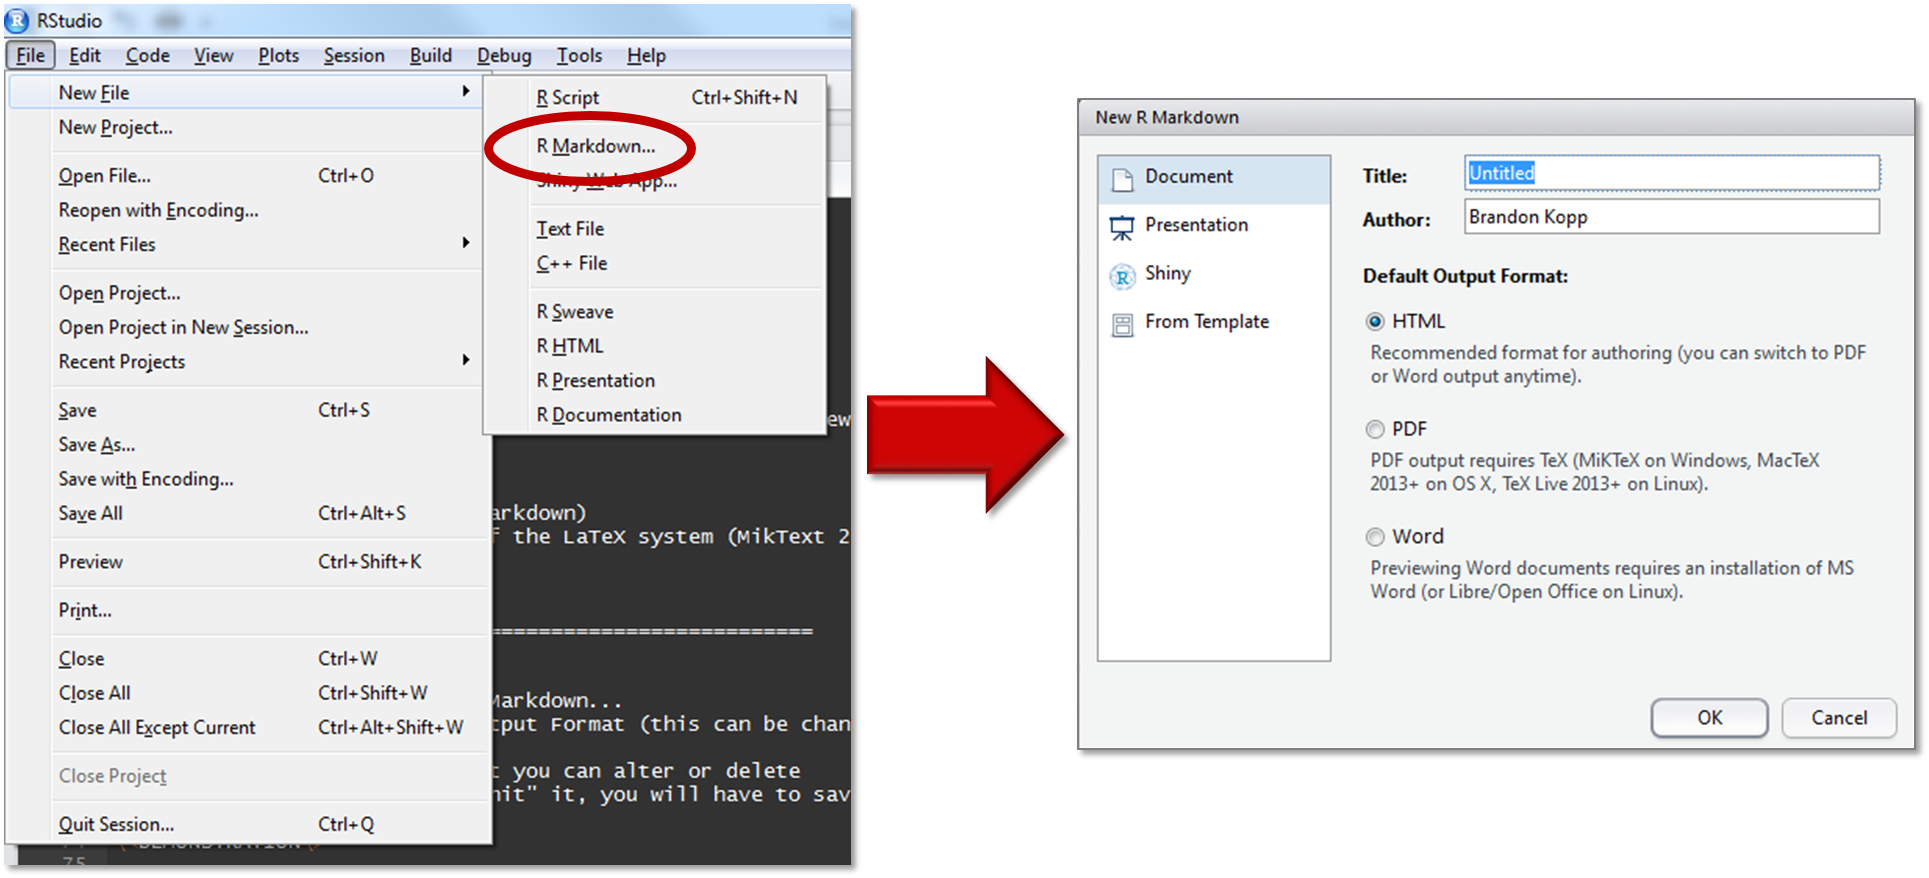 RStudio
File Edit Code View Plots Session Build Debug Tools Help
New File
New Project...
Open File... Ctrl+O
Reopen with Encoding...
Recent Files
Open Project...
Open Project in New Session...
Recent Projects
Save Ctrl+S
Save As...
Save with Encoding...
Save All Ctrl+Alt+S
Preview Ctrl+Shift+K
Print...
Close Ctrl+W
Close All Ctrl+Shift+W
Close All Except Current Ctrl+Alt+Shift+W
Close Project
Quit Session... Ctrl+Q
R Script Ctrl+Shift+N
R Markdown...
Shiny Web App...
Text File
C++ File
R Sweave
R HTML
R Presentation
R Documentation
ew
arkdown)
f the LaTeX system (MikText 2
==========================
Markdown...
tput Format (this can be chan
t you can alter or delete
nit" it, you will have to sav
75
New R Markdown
Document
Presentation
Shiny
From Template
Title: Untitled
Author: Brandon Kopp
Default Output Format:
HTML
Recommended format for authoring (you can switch to PDF
or Word output anytime).
PDF
PDF output requires TeX (MiKTeX on Windows, MacTeX
2013+ on OS X, TeX Live 2013+ on Linux).
Word
Previewing Word documents requires an installation of MS
Word (or Libre/Open Office on Linux).
OK Cancel